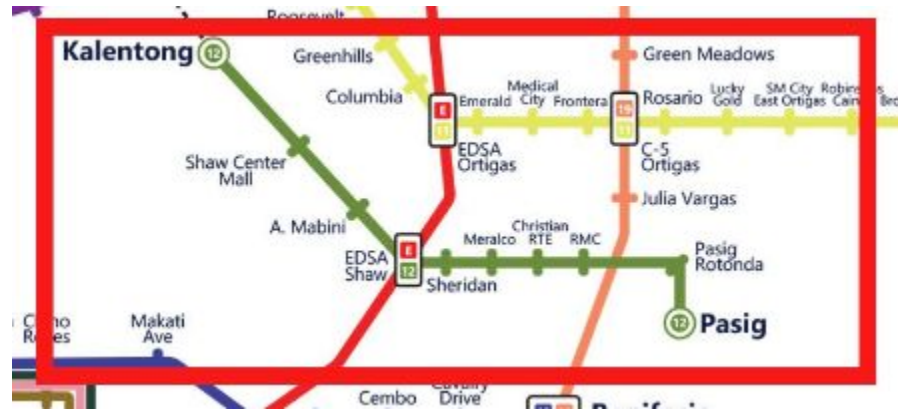 Roosevelt
Kalentong
12
Greenhills
Green Meadows
Columbia
Emerald
Medical
City
Frontera
E
11
19
11
Rosario
Lucky
Gold
SM City
East Ortigas
EDSA
Ortigas
C-5
Ortigas
Shaw Center
Mall
Julia Vargas
A. Mabini
EDSA
Shaw
E
12
Sheridan
Meralco
Christian
RTE
RMC
Pasig
Rotonda
12
Pasig
Makati
Ave
Cembo
Cavalry
Drive